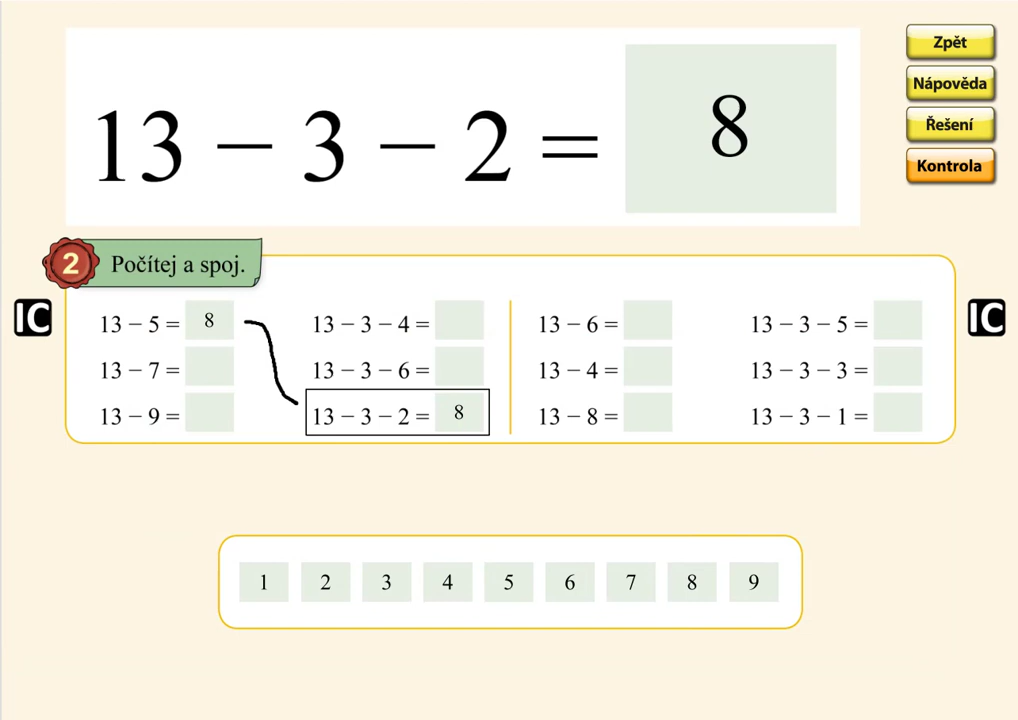 13 − 3 − 2 = 8
Zpět
Nápověda
Řešení
Kontrola
2 Počítej a spoj.
IC
13 − 5 = 8
13 − 7 =
13 − 9 =
13 − 3 − 4 =
13 − 3 − 6 =
13 − 3 − 2 = 8
13 − 6 =
13 − 4 =
13 − 8 =
13 − 3 − 5 =
13 − 3 − 3 =
13 − 3 − 1 =
IC
1 2 3 4 5 6 7 8 9